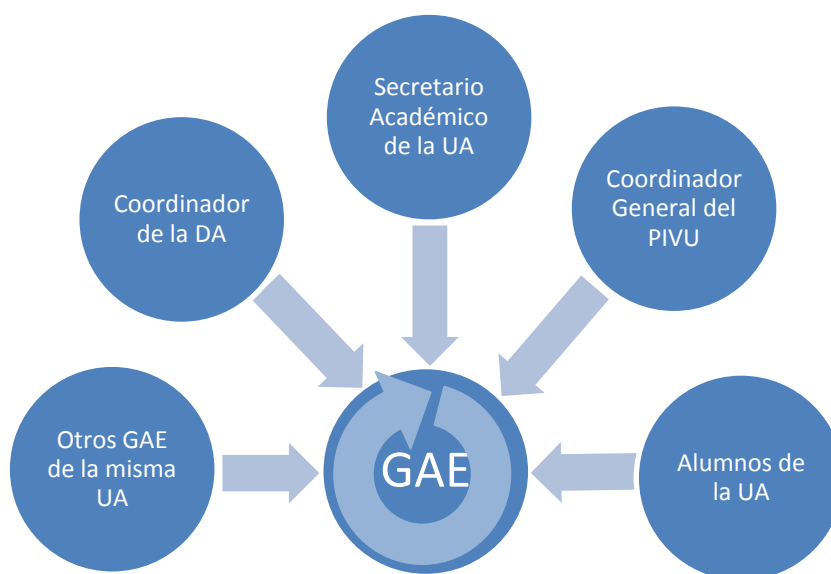 Secretario
Académico
de la UA
Coordinador
de la DA
Coordinador
General del
PIVU
Otros GAE
de la misma
UA
GAE
Alumnos de
la UA